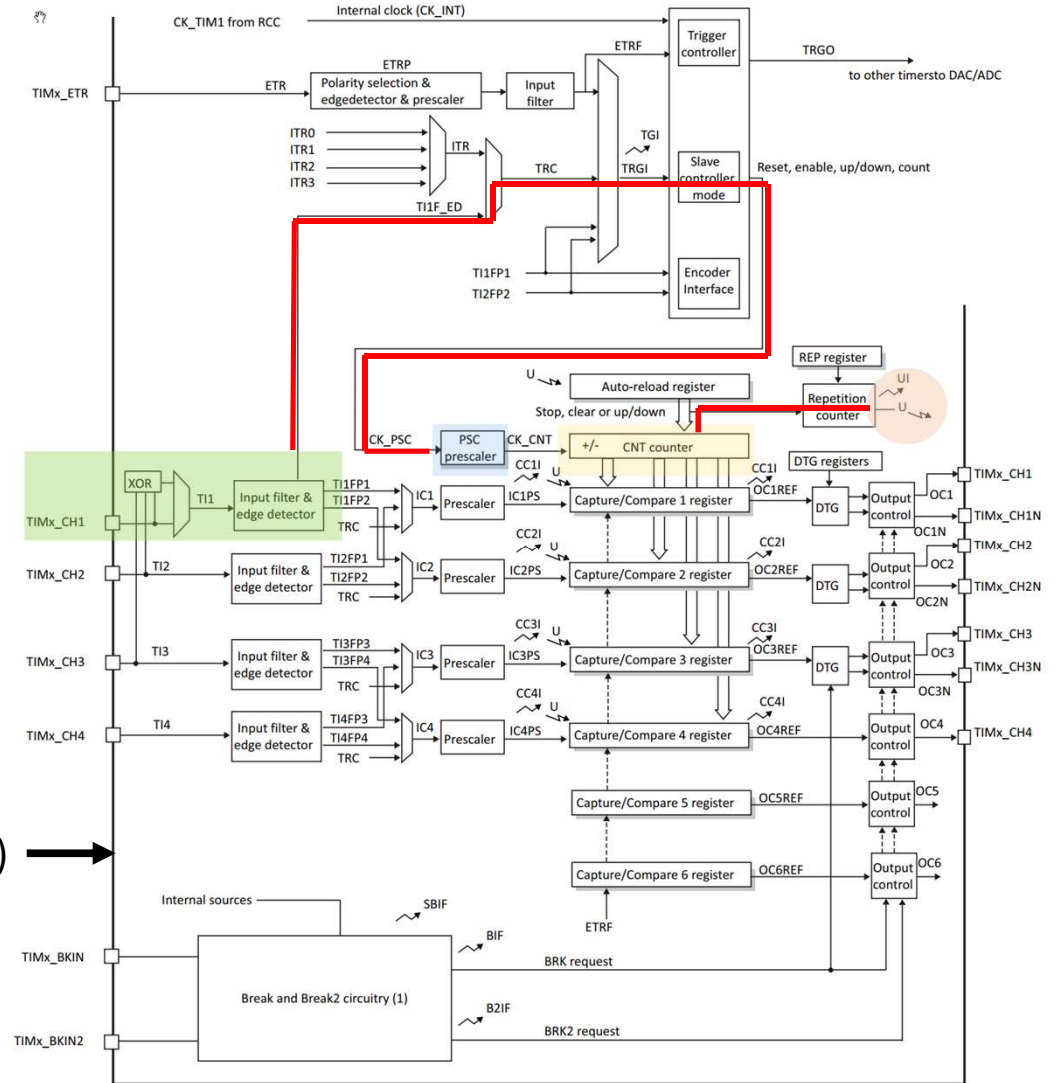 Internal clock (CK_INT)
CK_TIM1 from RCC
Trigger
controller
ETRF
TRGO
to other timersto DAC/ADC
ETRP
TIMx_ETR
ETR
Polarity selection &
edgedetector & prescaler
Input
filter
ITR0
ITR1
ITR2
ITR3
ITR
TGI
TRC
TRGI
Slave
controller
mode
Reset, enable, up/down, count
TI1F_ED
TI1FP1
TI2FP2
Encoder
Interface
REP register
U
Auto-reload register
UI
Repetition
counter
U
Stop, clear or up/down
CK_PSC
PSC
prescaler
CK_CNT
+/-
CNT counter
DTG registers
XOR
TI1
Input filter &
edge detector
TI1FP1
TI1FP2
TRC
IC1
Prescaler
CC1I
U
IC1PS
Capture/Compare 1 register
CC1I
OC1REF
DTG
Output
control
OC1
OC1N
TIMx_CH1
TIMx_CH1N
TIMx_CH1
TIMx_CH2
TI2
Input filter &
edge detector
TI2FP1
TI2FP2
TRC
IC2
Prescaler
CC2I
U
IC2PS
Capture/Compare 2 register
CC2I
OC2REF
DTG
Output
control
OC2
OC2N
TIMx_CH2
TIMx_CH2N
TIMx_CH3
TI3
Input filter &
edge detector
TI3FP3
TI3FP4
TRC
IC3
Prescaler
CC3I
U
IC3PS
Capture/Compare 3 register
CC3I
OC3REF
DTG
Output
control
OC3
OC3N
TIMx_CH3
TIMx_CH3N
TIMx_CH4
TI4
Input filter &
edge detector
TI4FP3
TI4FP4
TRC
IC4
Prescaler
CC4I
U
IC4PS
Capture/Compare 4 register
CC4I
OC4REF
Output
control
OC4
TIMx_CH4
Capture/Compare 5 register
OC5REF
Output
control
OC5
)
Capture/Compare 6 register
OC6REF
Output
control
OC6
ETRF
Internal sources
SBIF
TIMx_BKIN
BIF
BRK request
Break and Break2 circuitry (1)
B2IF
TIMx_BKIN2
BRK2 request